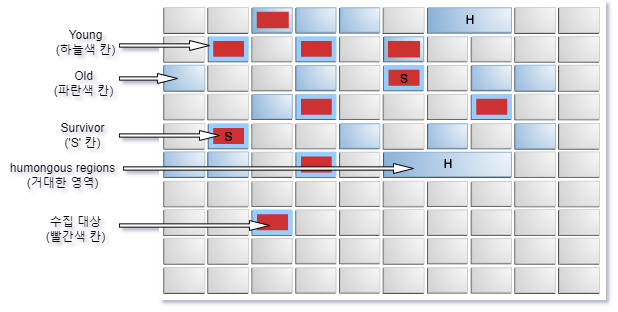 H
Young
(하늘색 칸)
Old
(파란색 칸)
S
Survivor
('S' 칸)
S
humongous regions
(거대한 영역)
H
수집 대상
(빨간색 칸)